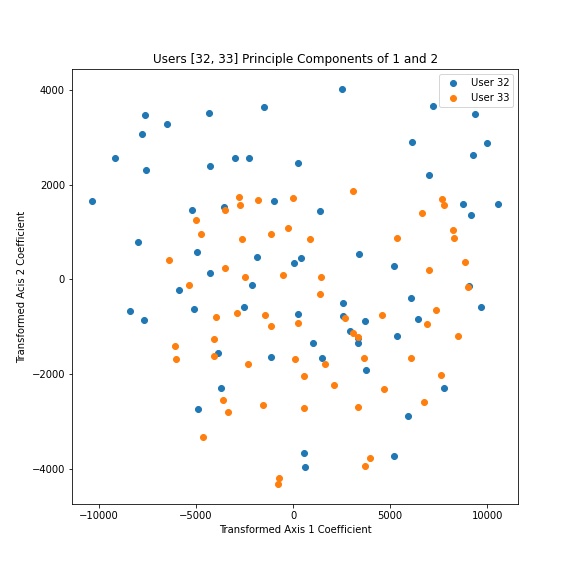 Users [32, 33] Principle Components of 1 and 2
User 32
User 33
4000
2000
0
−2000
−4000
Transformed Acis 2 Coefficient
−10000 −5000 0 5000 10000
Transformed Axis 1 Coefficient